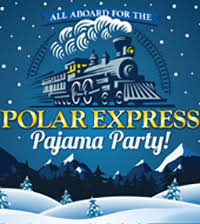 ALL ABOARD FOR THE
POLAR EXPRESS
Pajama Party!